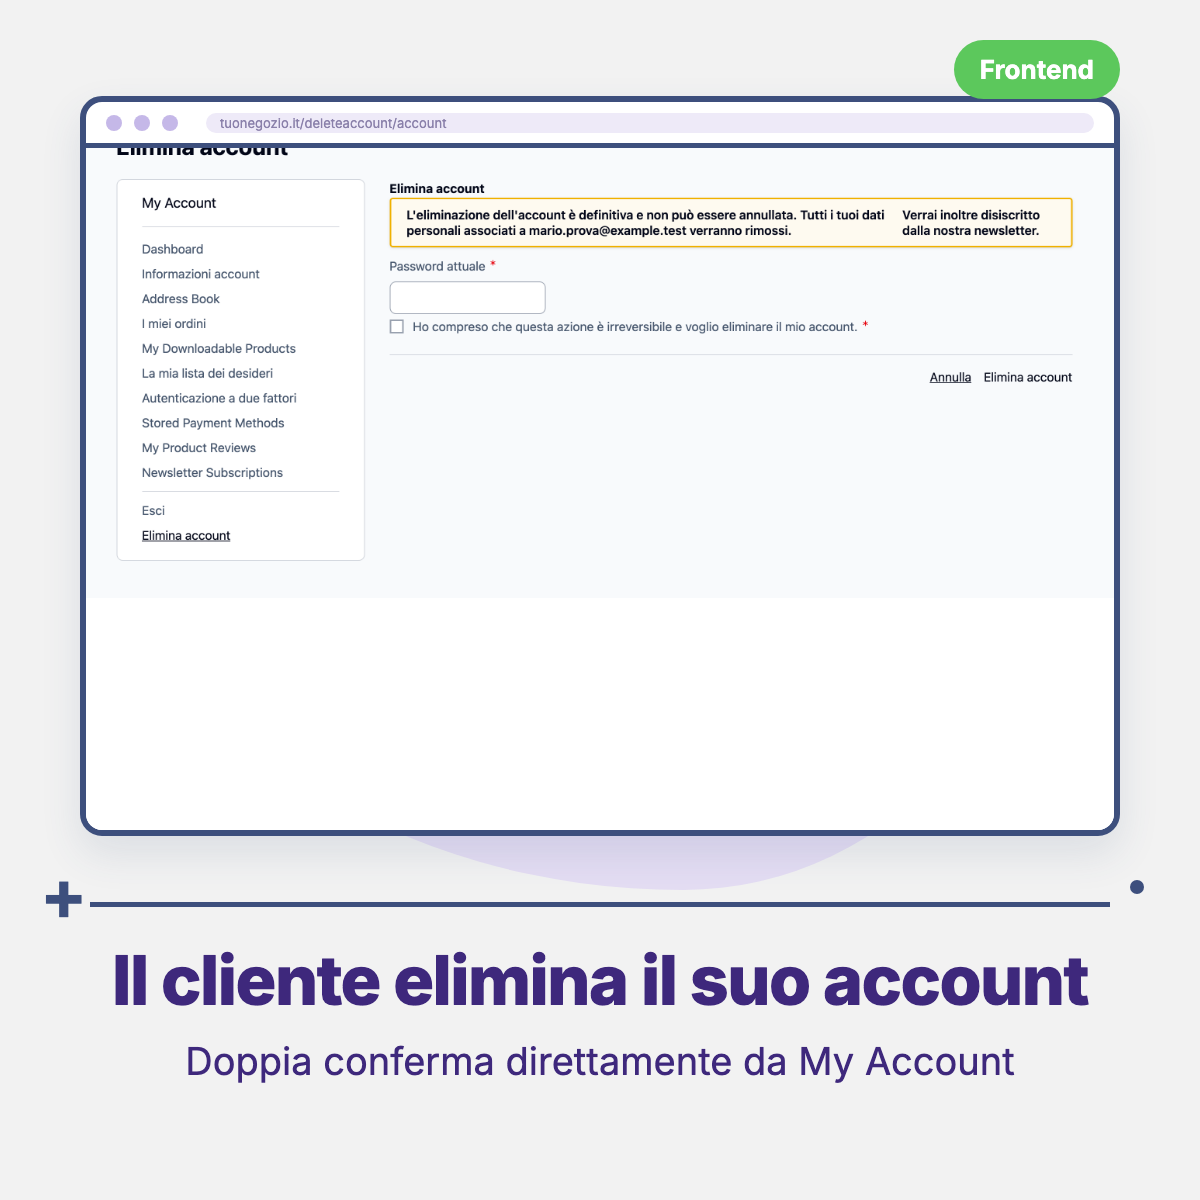 Frontend
tuonegozio.it/deleteaccount/account
Elimina account
My Account
Dashboard
Informazioni account
Address Book
I miei ordini
My Downloadable Products
La mia lista dei desideri
Autenticazione a due fattori
Stored Payment Methods
My Product Reviews
Newsletter Subscriptions
Esci
Elimina account
Elimina account
L'eliminazione dell'account è definitiva e non può essere annullata. Tutti i tuoi dati
personali associati a mario.prova@example.test verranno rimossi.
Verrai inoltre disiscritto
dalla nostra newsletter.
Password attuale *
Ho compreso che questa azione è irreversibile e voglio eliminare il mio account. *
Annulla Elimina account
Il cliente elimina il suo account
Doppia conferma direttamente da My Account